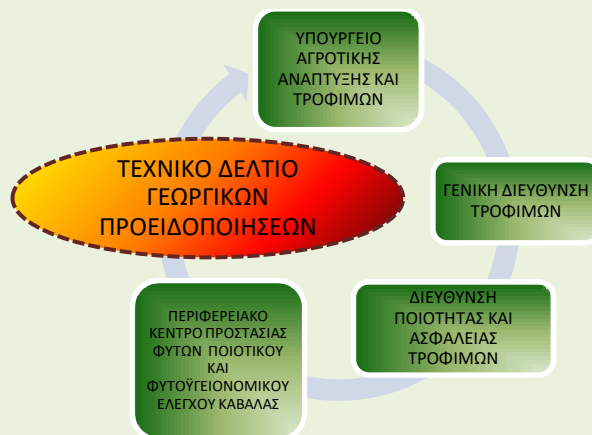 ΥΠΟΥΡΓΕΙΟ
ΑΓΡΟΤΙΚΗΣ
ΑΝΑΠΤΥΞΗΣ ΚΑΙ
ΤΡΟΦΙΜΩΝ
ΓΕΝΙΚΗ ΔΙΕΥΘΥΝΣΗ
ΤΡΟΦΙΜΩΝ
ΔΙΕΥΘΥΝΣΗ
ΠΟΙΟΤΗΤΑΣ ΚΑΙ
ΑΣΦΑΛΕΙΑΣ
ΤΡΟΦΙΜΩΝ
ΠΕΡΙΦΕΡΕΙΑΚΟ
ΚΕΝΤΡΟ ΠΡΟΣΤΑΣΙΑΣ
ΦΥΤΩΝ ΠΟΙΟΤΙΚΟΥ
ΚΑΙ
ΦΥΤΟΫΓΕΙΟΝΟΜΙΚΟΥ
ΕΛΕΓΧΟΥ ΚΑΒΑΛΑΣ
ΤΕΧΝΙΚΟ ΔΕΛΤΙΟ
ΓΕΩΡΓΙΚΩΝ
ΠΡΟΕΙΔΟΠΟΙΗΣΕΩΝ